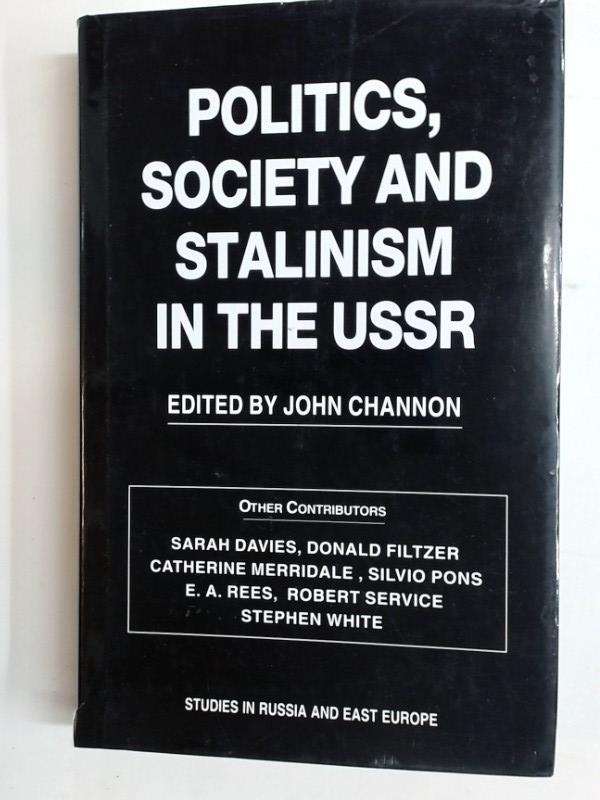 POLITICS,
SOCIETY AND
STALINISM
IN THE USSR
EDITED BY JOHN CHANNON
OTHER CONTRIBUTORS
SARAH DAVIES, DONALD FILTZER
CATHERINE MERRIDALE , SILVIO PONS
E. A. REES, ROBERT SERVICE
STEPHEN WHITE
STUDIES IN RUSSIA AND EAST EUROPE